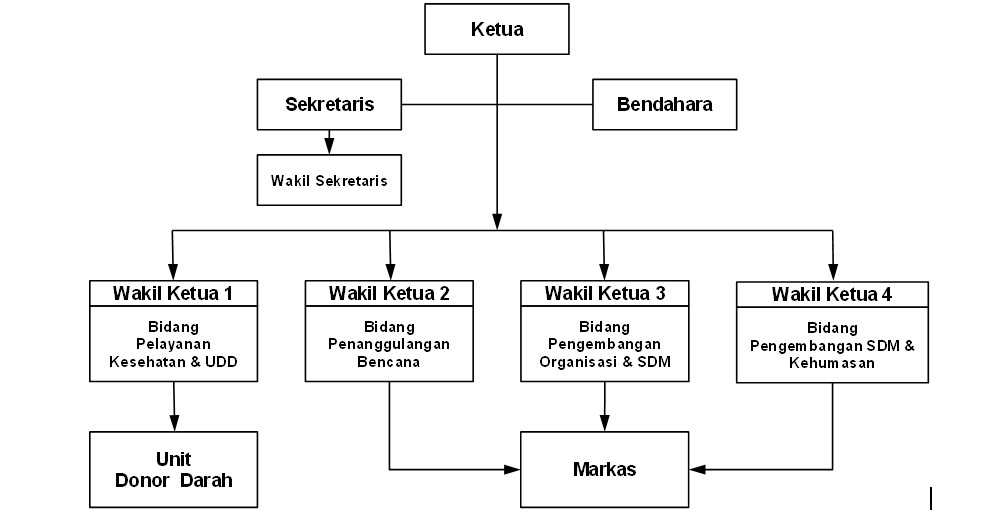 Ketua
Sekretaris
Bendahara
Wakil Sekretaris
Wakil Ketua 1
Bidang
Pelayanan
Kesehatan & UDD
Wakil Ketua 2
Bidang
Penanggulangan
Bencana
Wakil Ketua 3
Bidang
Pengembangan
Organisasi & SDM
Wakil Ketua 4
Bidang
Pengembangan SDM &
Kehumasan
Unit
Donor Darah
Markas